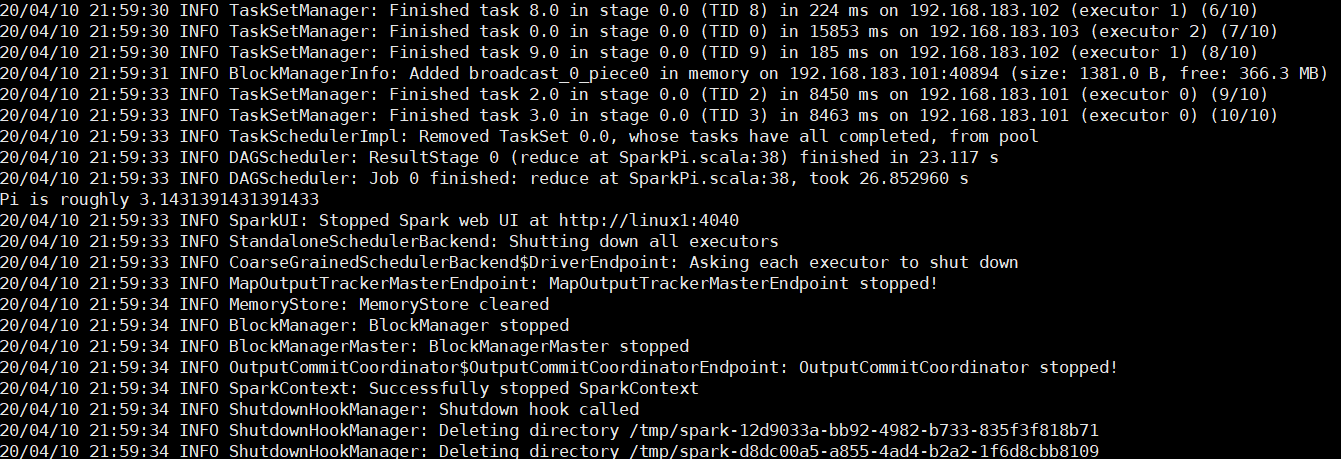 20/04/10 21:59:30 INFO TaskSetManager: Finished task 8.0 in stage 0.0 (TID 8) in 224 ms on 192.168.183.102 (executor 1) (6/10)
20/04/10 21:59:30 INFO TaskSetManager: Finished task 0.0 in stage 0.0 (TID 0) in 15853 ms on 192.168.183.103 (executor 2) (7/10)
20/04/10 21:59:30 INFO TaskSetManager: Finished task 9.0 in stage 0.0 (TID 9) in 185 ms on 192.168.183.102 (executor 1) (8/10)
20/04/10 21:59:31 INFO BlockManagerInfo: Added broadcast_0_piece0 in memory on 192.168.183.101:40894 (size: 1381.0 B, free: 366.3 MB)
20/04/10 21:59:33 INFO TaskSetManager: Finished task 2.0 in stage 0.0 (TID 2) in 8450 ms on 192.168.183.101 (executor 0) (9/10)
20/04/10 21:59:33 INFO TaskSetManager: Finished task 3.0 in stage 0.0 (TID 3) in 8463 ms on 192.168.183.101 (executor 0) (10/10)
20/04/10 21:59:33 INFO TaskSchedulerImpl: Removed TaskSet 0.0, whose tasks have all completed, from pool
20/04/10 21:59:33 INFO DAGScheduler: ResultStage 0 (reduce at SparkPi.scala:38) finished in 23.117 s
20/04/10 21:59:33 INFO DAGScheduler: Job 0 finished: reduce at SparkPi.scala:38, took 26.852960 s
Pi is roughly 3.1431391431391433
20/04/10 21:59:33 INFO SparkUI: Stopped Spark web UI at http://linux1:4040
20/04/10 21:59:33 INFO StandaloneSchedulerBackend: Shutting down all executors
20/04/10 21:59:33 INFO CoarseGrainedSchedulerBackend$DriverEndpoint: Asking each executor to shut down
20/04/10 21:59:33 INFO MapOutputTrackerMasterEndpoint: MapOutputTrackerMasterEndpoint stopped!
20/04/10 21:59:34 INFO MemoryStore: MemoryStore cleared
20/04/10 21:59:34 INFO BlockManager: BlockManager stopped
20/04/10 21:59:34 INFO BlockManagerMaster: BlockManagerMaster stopped
20/04/10 21:59:34 INFO OutputCommitCoordinator$OutputCommitCoordinatorEndpoint: OutputCommitCoordinator stopped!
20/04/10 21:59:34 INFO SparkContext: Successfully stopped SparkContext
20/04/10 21:59:34 INFO ShutdownHookManager: Shutdown hook called
20/04/10 21:59:34 INFO ShutdownHookManager: Deleting directory /tmp/spark-12d9033a-bb92-4982-b733-835f3f818b71
20/04/10 21:59:34 INFO ShutdownHookManager: Deleting directory /tmp/spark-d8dc00a5-a855-4ad4-b2a2-1f6d8cbb8109